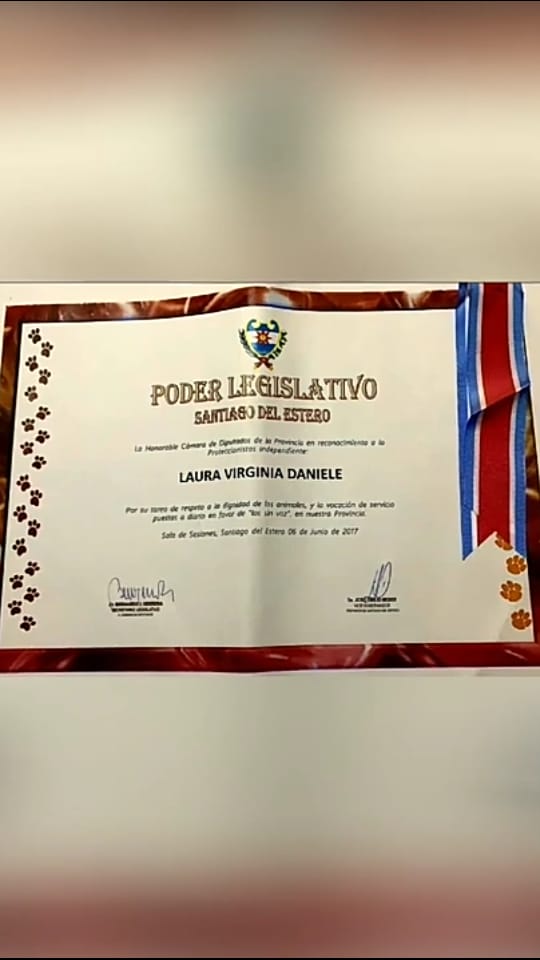 PODER LEGISLATIVO
SANTIAGO DEL ESTERO
La Honorable Cámara de Diputados de la Provincia en reconocimiento a la
Proteccionista Independiente:
LAURA VIRGINIA DANIELE
Por su tarea de respeto a la dignidad de los animales, y la vocación de servicio
puestas a diario en favor de "los sin voz", en nuestra Provincia.
Sala de Sesiones, Santiago del Estero 06 de Junio de 2017